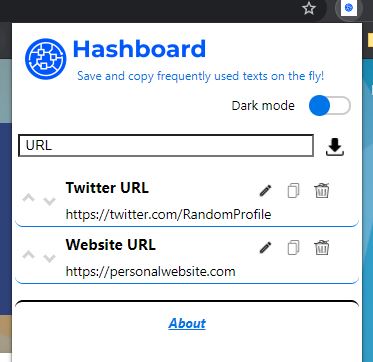 Hashboard
Save and copy frequently used texts on the fly!
Dark mode
URL
Twitter URL
https://twitter.com/RandomProfile
Website URL
https://personalwebsite.com
About